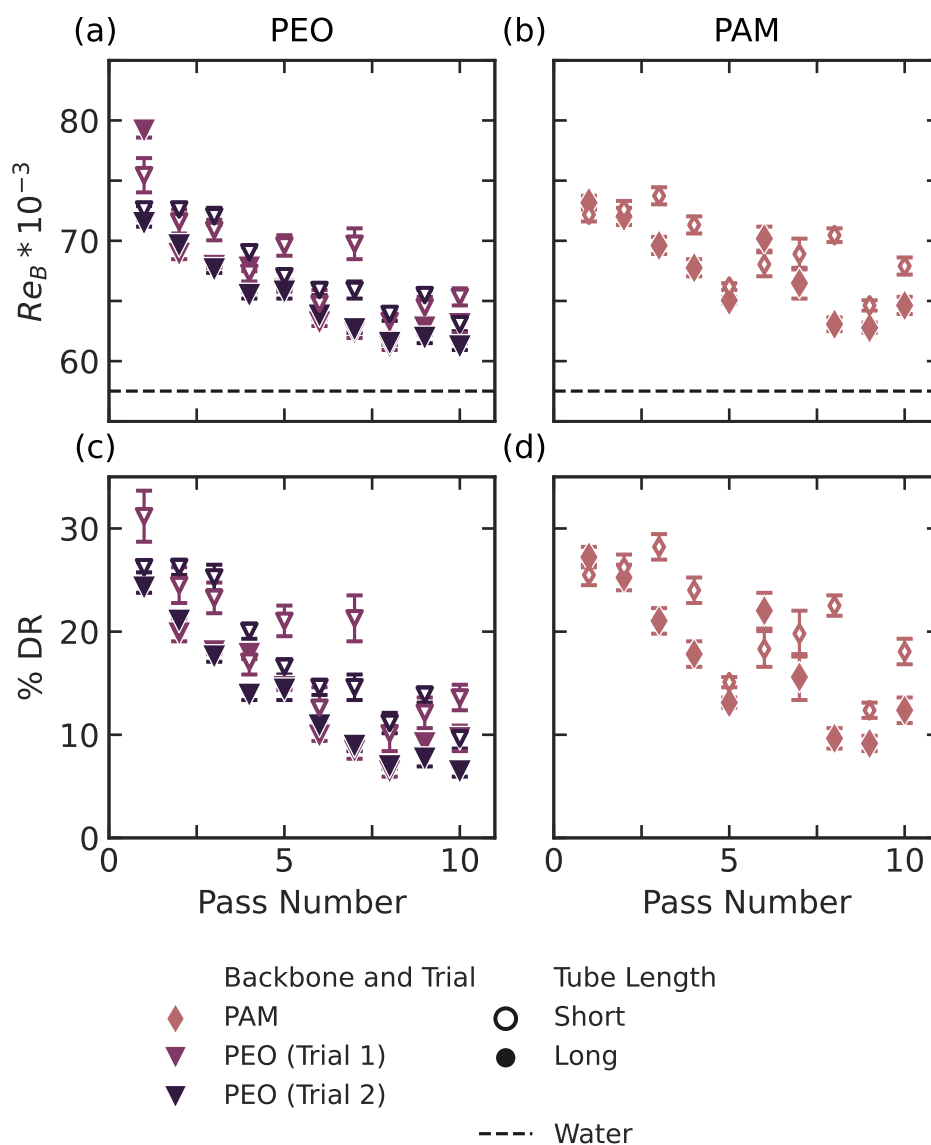 (a) PEO (b) PAM
80
70
60
Re_B * 10^{-3}
(c) (d)
30
20
10
0
% DR
0 5 10 0 5 10
Pass Number Pass Number
Backbone and Trial Tube Length
PAM Short
PEO (Trial 1) Long
PEO (Trial 2)
Water